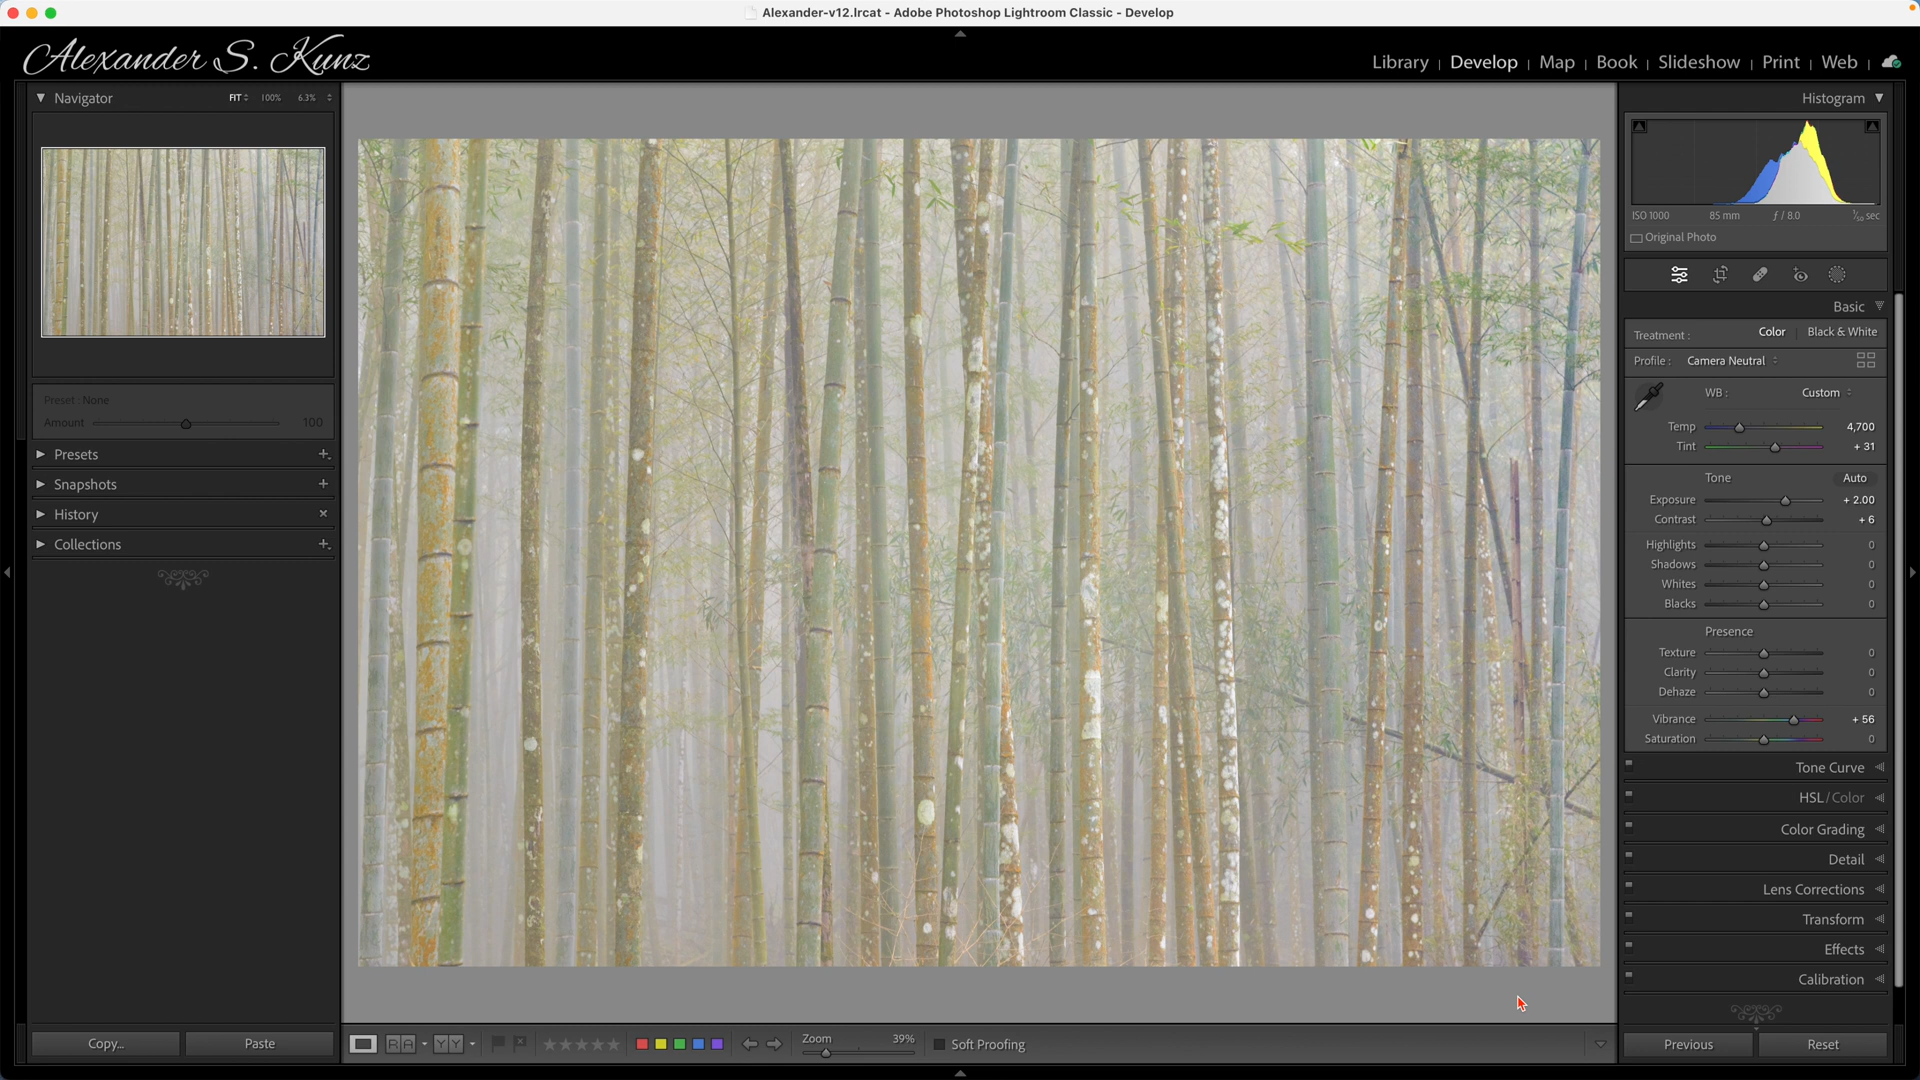 Alexander-v12.lrcat - Adobe Photoshop Lightroom Classic - Develop
Alexander S. Kunz
Library | Develop | Map | Book | Slideshow | Print | Web |
Navigator FIT 100% 6.3%
Preset : None
Amount 100
Presets
Snapshots
History
Collections
Copy... Paste
R A Y Y Zoom 39% Soft Proofing
Histogram
ISO 1000 85 mm ƒ / 8.0 1/50 sec
Original Photo
Basic
Treatment : Color | Black & White
Profile : Camera Neutral
WB : Custom
Temp 4,700
Tint + 31
Tone Auto
Exposure + 2.00
Contrast + 6
Highlights 0
Shadows 0
Whites 0
Blacks 0
Presence
Texture 0
Clarity 0
Dehaze 0
Vibrance + 56
Saturation 0
Tone Curve
HSL / Color
Color Grading
Detail
Lens Corrections
Transform
Effects
Calibration
Previous Reset